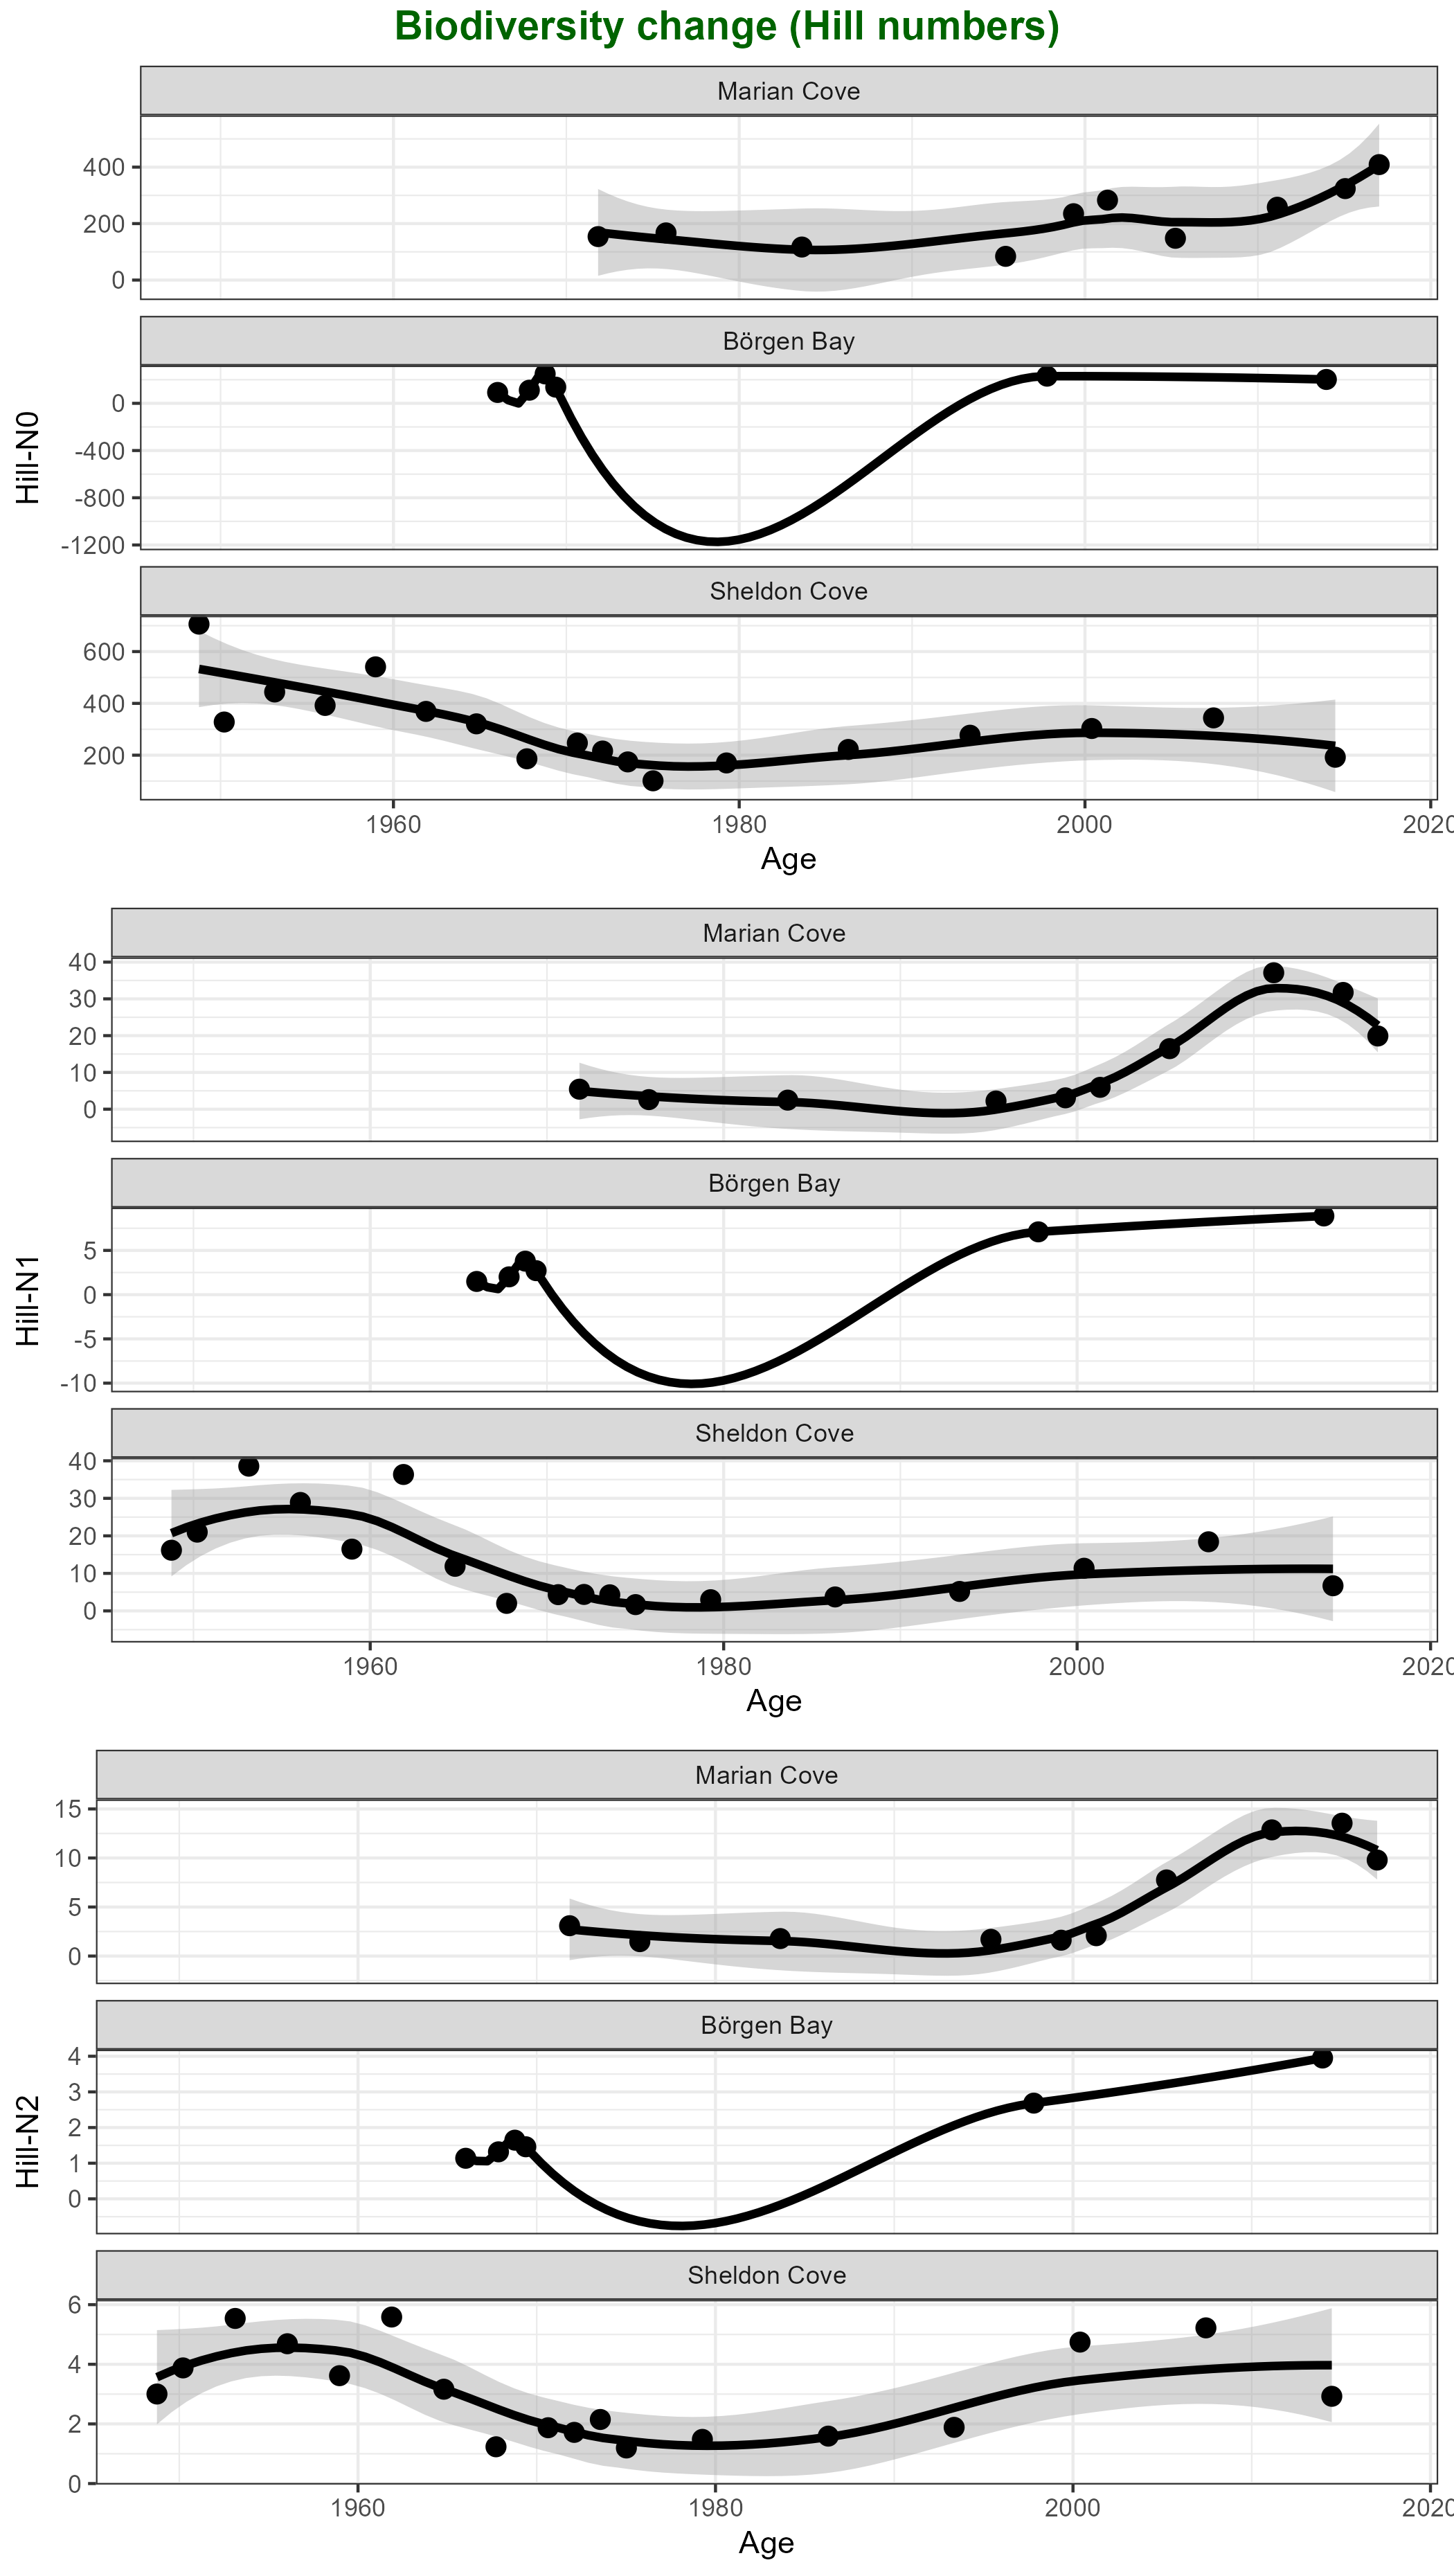 Biodiversity change (Hill numbers)
Marian Cove
400
200
0
Börgen Bay
0
-400
-800
-1200
Hill-N0
Sheldon Cove
600
400
200
1960 1980 2000 2020
Age
Marian Cove
40
30
20
10
0
Börgen Bay
5
0
-5
-10
Hill-N1
Sheldon Cove
40
30
20
10
0
1960 1980 2000 2020
Age
Marian Cove
15
10
5
0
Börgen Bay
4
3
2
1
0
Hill-N2
Sheldon Cove
6
4
2
0
1960 1980 2000 2020
Age